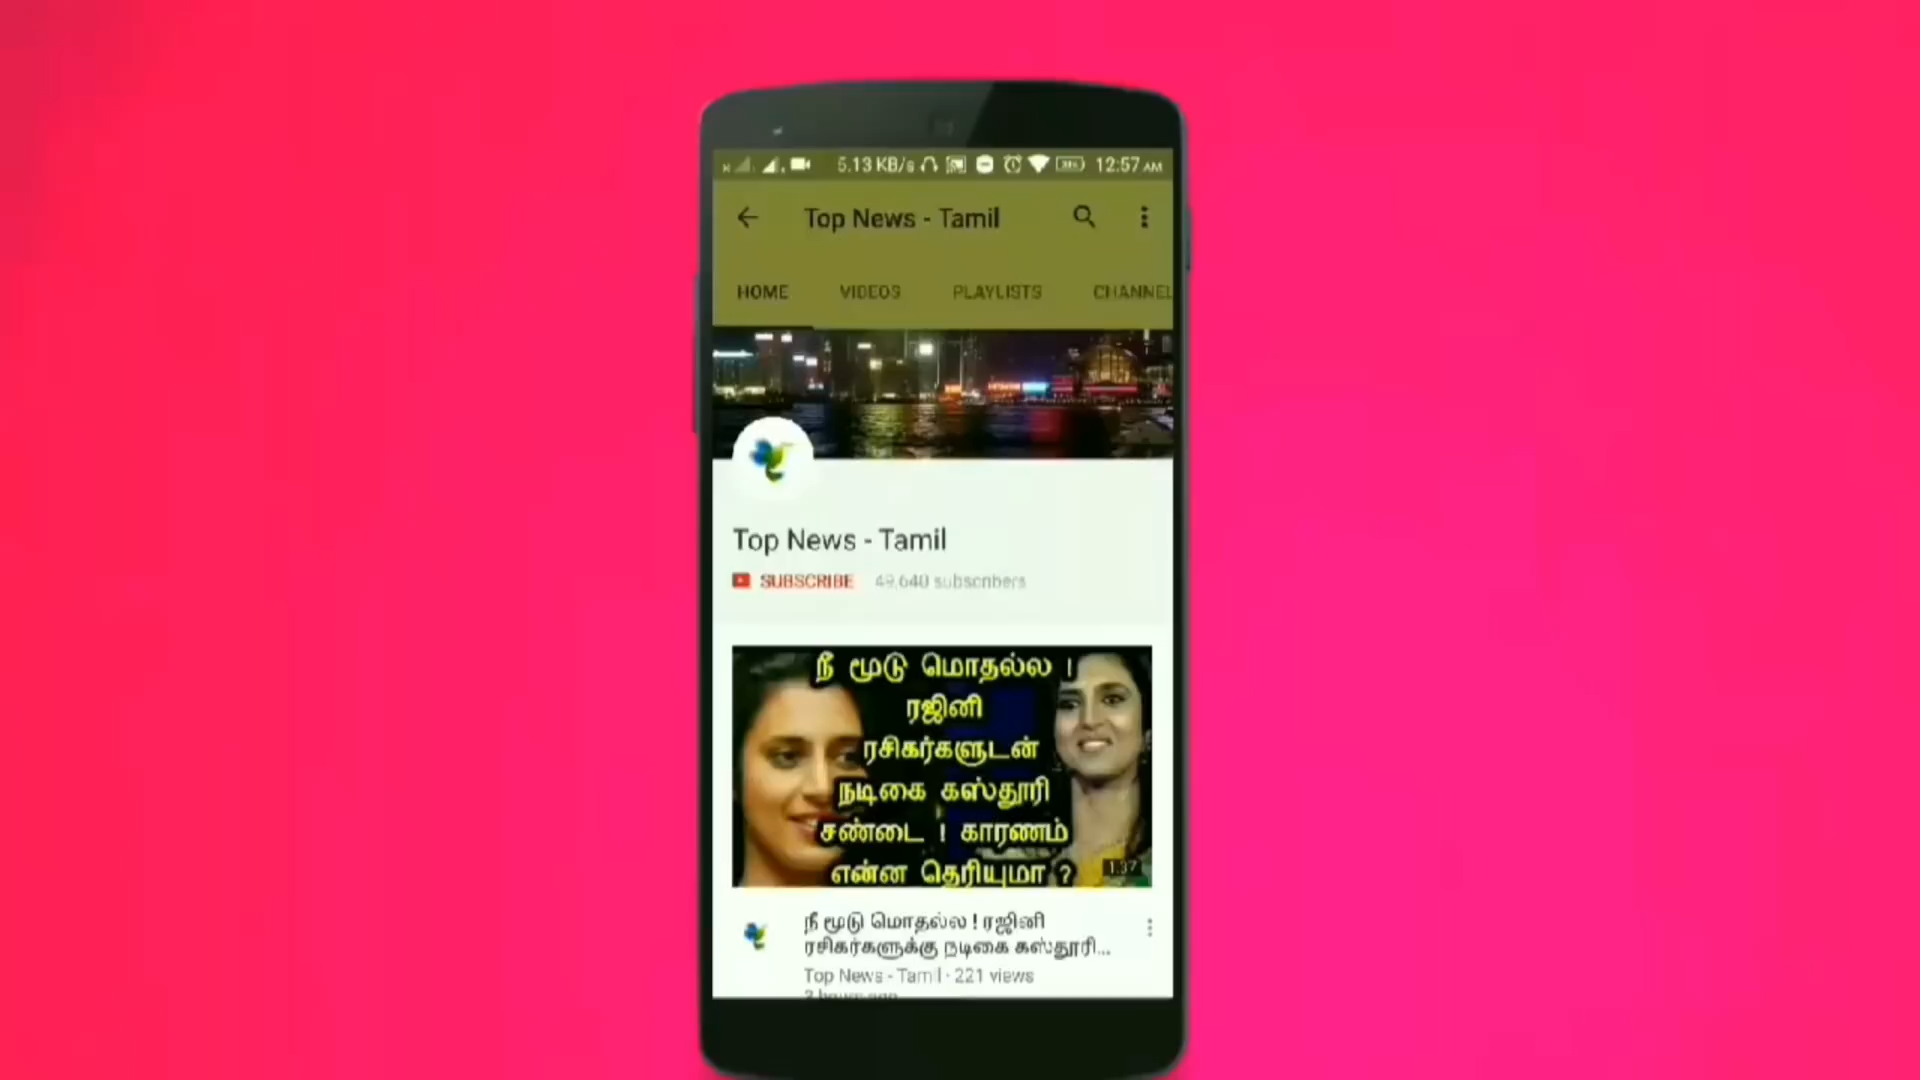 5.13 KB/s 12:57 AM
Top News - Tamil
HOME VIDEOS PLAYLISTS CHANNEL
Top News - Tamil
SUBSCRIBE 49,640 subscribers
நீ மூடு மொதல்ல !
ரஜினி
ரசிகர்களுடன்
நடிகை கஸ்தூரி
சண்டை ! காரணம்
என்ன தெரியுமா ?
1:37
நீ மூடு மொதல்ல ! ரஜினி
ரசிகர்களுக்கு நடிகை கஸ்தூரி...
Top News - Tamil · 221 views
hours ago